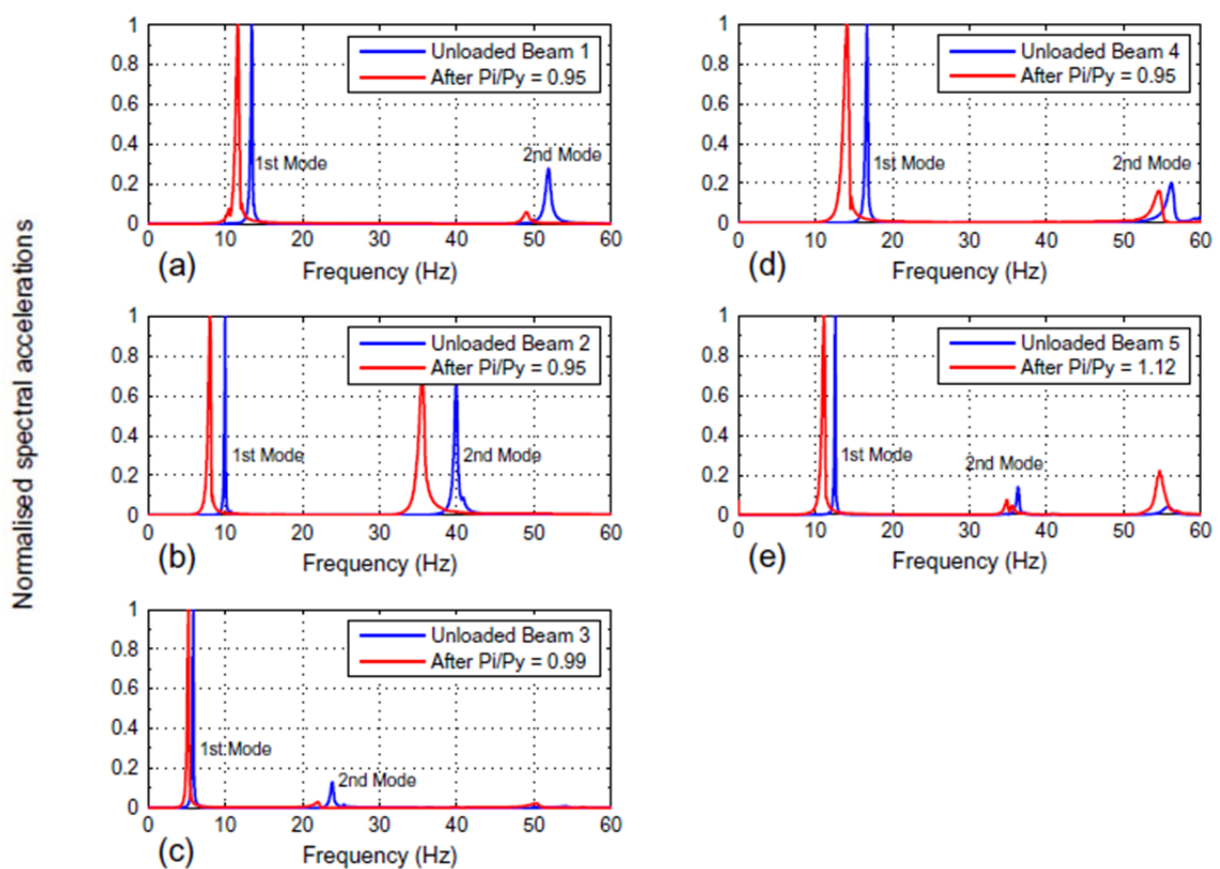 Normalised spectral accelerations
1
0.8
0.6
0.4
0.2
0
Unloaded Beam 1
After Pi/Py = 0.95
1st Mode
2nd Mode
0 10 20 30 40 50 60
(a)
Frequency (Hz)
1
0.8
0.6
0.4
0.2
0
Unloaded Beam 2
After Pi/Py = 0.95
1st Mode
2nd Mode
0 10 20 30 40 50 60
(b)
Frequency (Hz)
1
0.8
0.6
0.4
0.2
0
Unloaded Beam 3
After Pi/Py = 0.99
1st Mode
2nd Mode
0 10 20 30 40 50 60
(c)
Frequency (Hz)
1
0.8
0.6
0.4
0.2
0
Unloaded Beam 4
After Pi/Py = 0.95
1st Mode
2nd Mode
0 10 20 30 40 50 60
(d)
Frequency (Hz)
1
0.8
0.6
0.4
0.2
0
Unloaded Beam 5
After Pi/Py = 1.12
1st Mode
2nd Mode
0 10 20 30 40 50 60
(e)
Frequency (Hz)